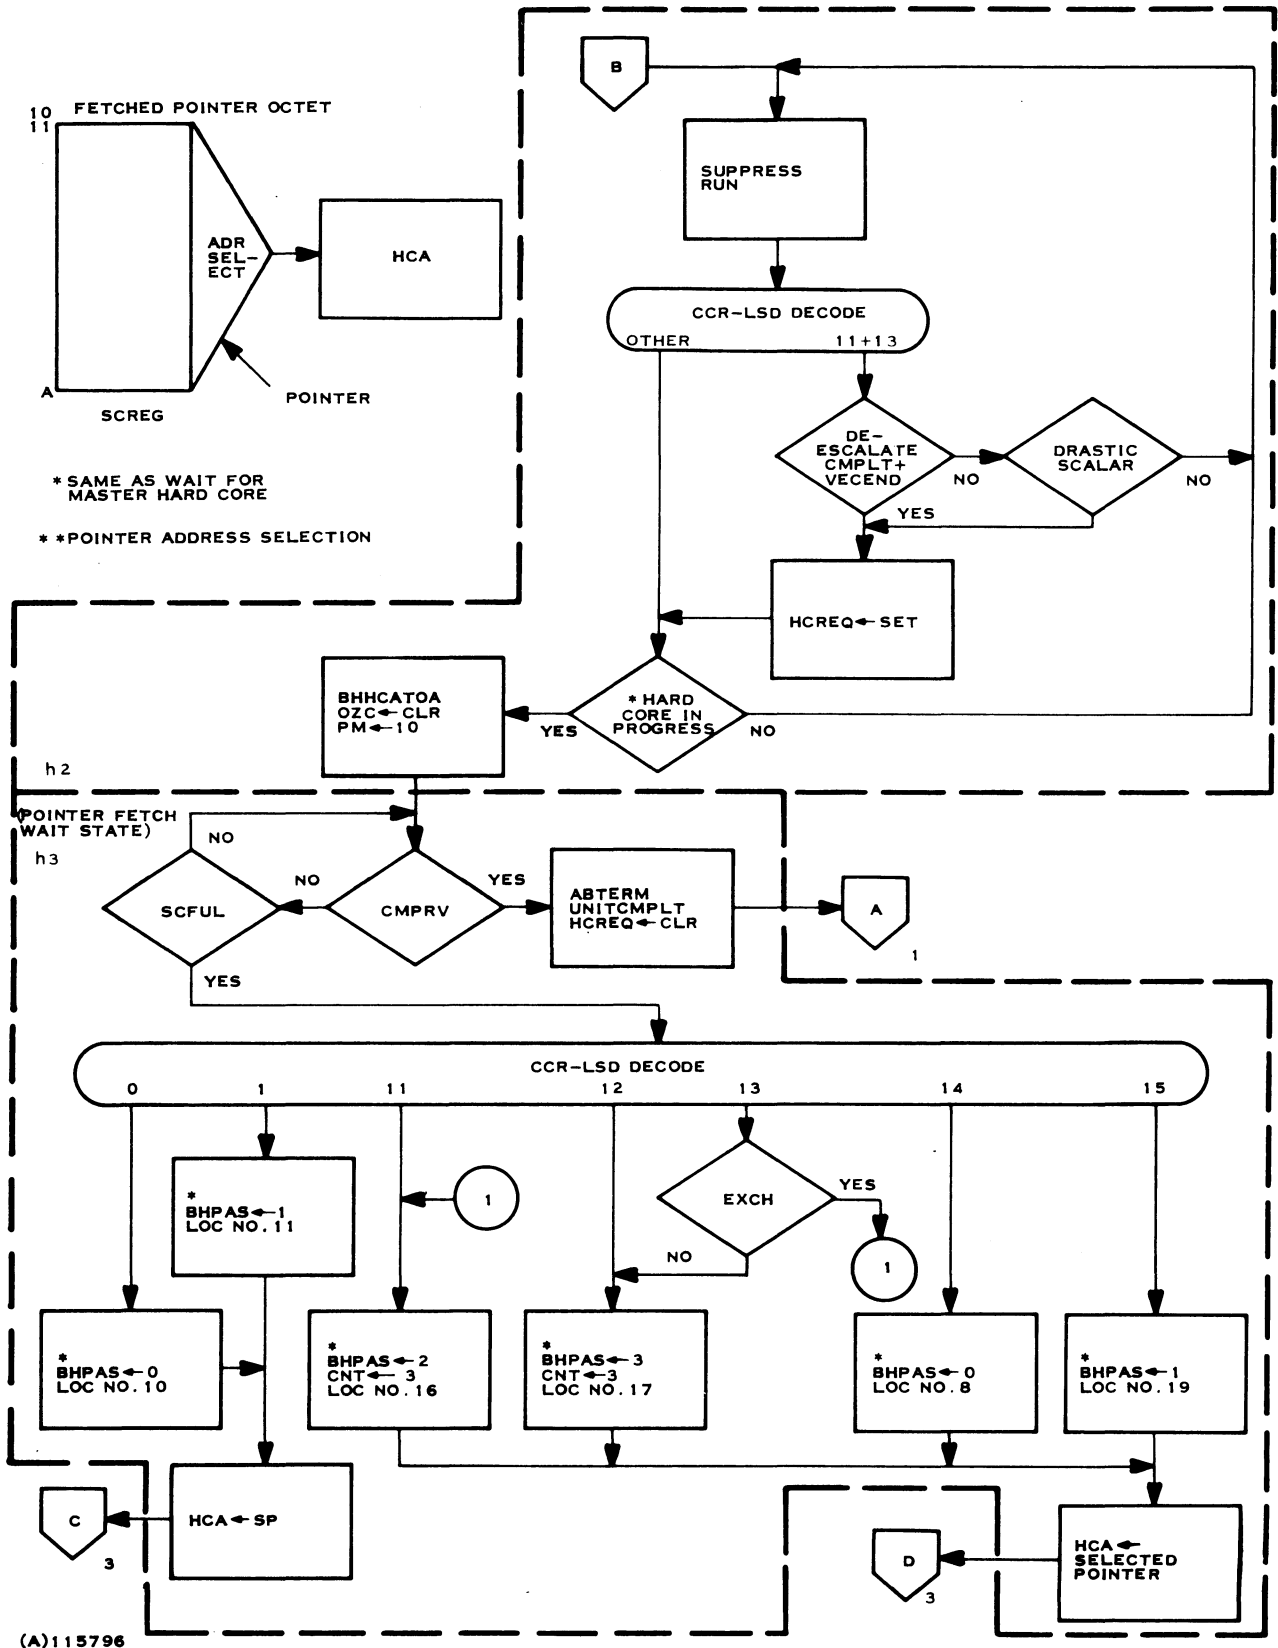 B
10 FETCHED POINTER OCTET
11
SUPPRESS
RUN
ADR
SEL-
ECT
HCA
CCR-LSD DECODE
OTHER 11+13
A
POINTER
SCREG
DE-
ESCALATE
CMPLT+
VECEND
NO
DRASTIC
SCALAR
NO
YES
* SAME AS WAIT FOR
MASTER HARD CORE
* *POINTER ADDRESS SELECTION
HCREQ←SET
BHHCATOA
OZC←CLR
PM←10
YES
* HARD
CORE IN
PROGRESS
NO
h2
(POINTER FETCH
WAIT STATE)
h3
NO
SCFUL
NO
CMPRV
YES
ABTERM
UNITCMPLT
HCREQ←CLR
A
1
YES
CCR-LSD DECODE
0 1 11 12 13 14 15
*
BHPAS←1
LOC NO.11
1
EXCH
YES
NO
1
*
BHPAS←0
LOC NO.10
*
BHPAS←2
CNT←3
LOC NO.16
*
BHPAS←3
CNT←3
LOC NO.17
*
BHPAS←0
LOC NO.8
*
BHPAS←1
LOC NO.19
C
3
HCA←SP
D
3
HCA←
SELECTED
POINTER
(A)115796